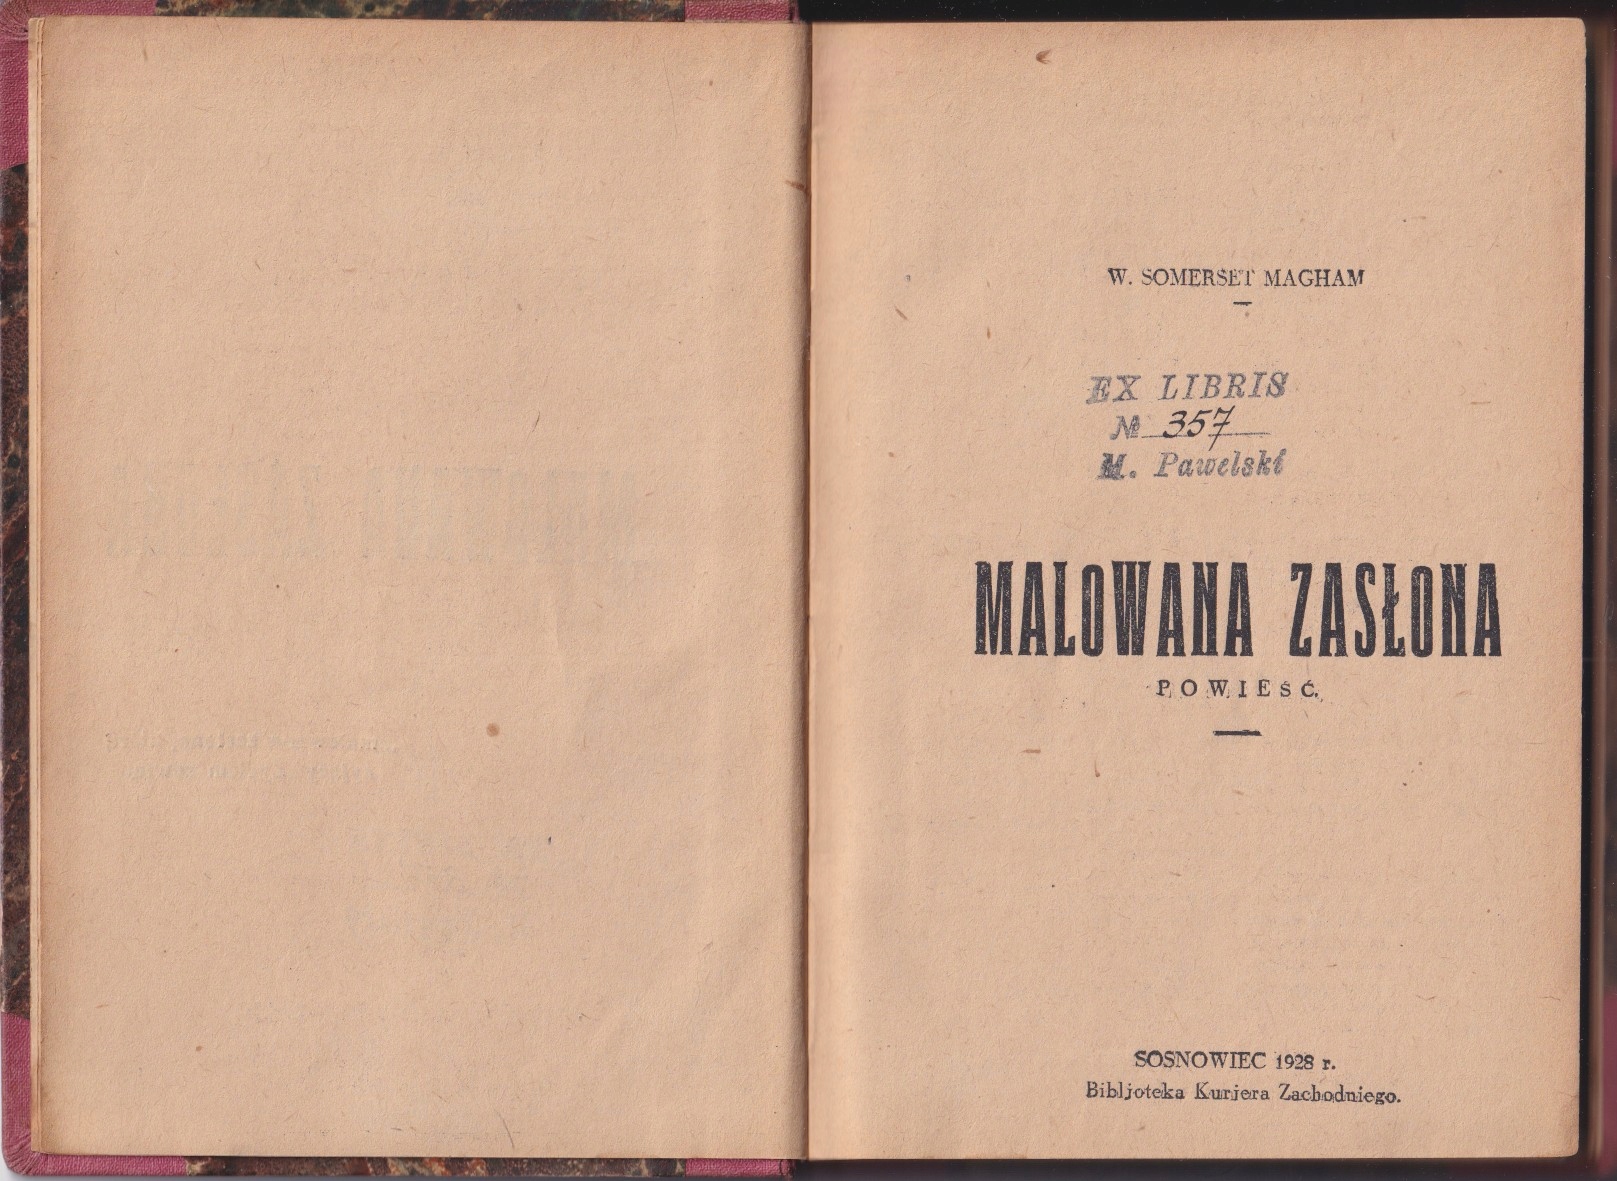 W. SOMERSET MAGHAM
EX LIBRIS
№ 357
M. Pawelski
MALOWANA ZASŁONA
POWIEŚĆ.
SOSNOWIEC 1928 r.
Bibljoteka Kurjera Zachodniego.